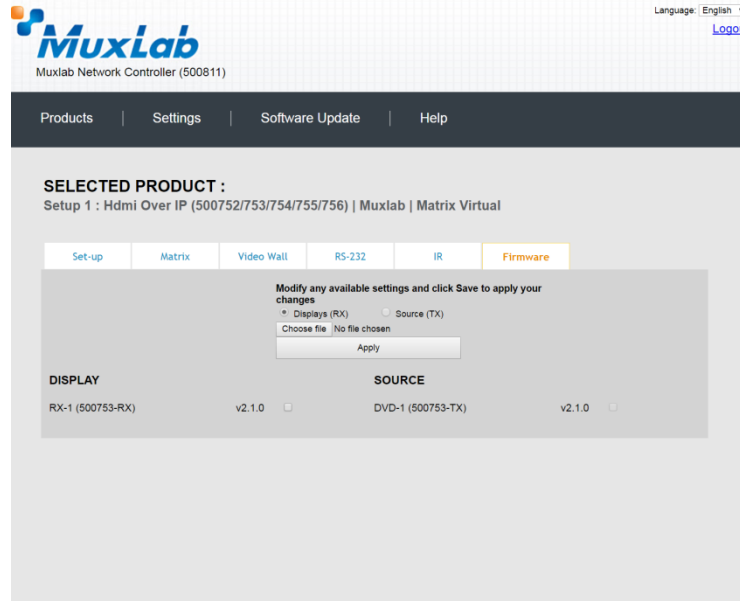 Language: English
Logou
MuxLab
Muxlab Network Controller (500811)
Products | Settings | Software Update | Help
SELECTED PRODUCT :
Setup 1 : Hdmi Over IP (500752/753/754/755/756) | Muxlab | Matrix Virtual
Set-up Matrix Video Wall RS-232 IR Firmware
Modify any available settings and click Save to apply your
changes
Displays (RX) Source (TX)
Choose file No file chosen
Apply
DISPLAY SOURCE
RX-1 (500753-RX) v2.1.0 DVD-1 (500753-TX) v2.1.0